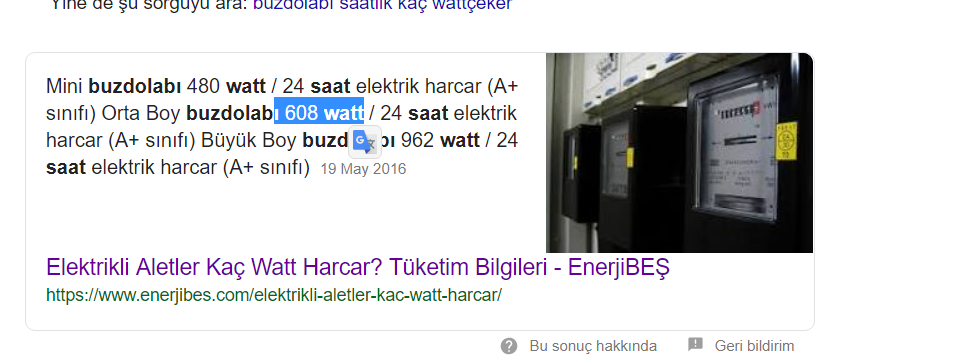 Yine de şu sorguyu ara: buzdolabı saatlik kaç wattçeker
Mini buzdolabı 480 watt / 24 saat elektrik harcar (A+
sınıfı) Orta Boy buzdolabı 608 watt / 24 saat elektrik
harcar (A+ sınıfı) Büyük Boy buzd bı 962 watt / 24
saat elektrik harcar (A+ sınıfı) 19 May 2016
Elektrikli Aletler Kaç Watt Harcar? Tüketim Bilgileri - EnerjiBEŞ
https://www.enerjibes.com/elektrikli-aletler-kac-watt-harcar/
Bu sonuç hakkında Geri bildirim